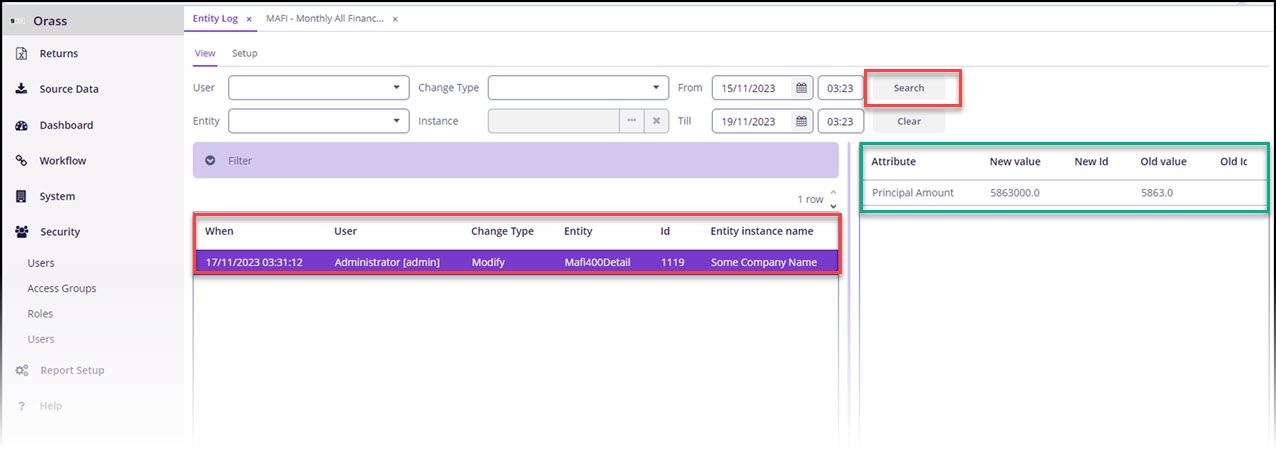 Orass
Entity Log × MAFI - Monthly All Financ... ×
Returns
Source Data
Dashboard
Workflow
System
Security
Users
Access Groups
Roles
Users
Report Setup
? Help
View Setup
User Change Type From 15/11/2023 03:23 Search
Entity Instance ... Till 19/11/2023 03:23 Clear
Filter
1 row
When User Change Type Entity Id Entity instance name
17/11/2023 03:31:12 Administrator [admin] Modify Mafi400Detail 1119 Some Company Name
Attribute New value New Id Old value Old Ic
Principal Amount 5863000.0 5863.0